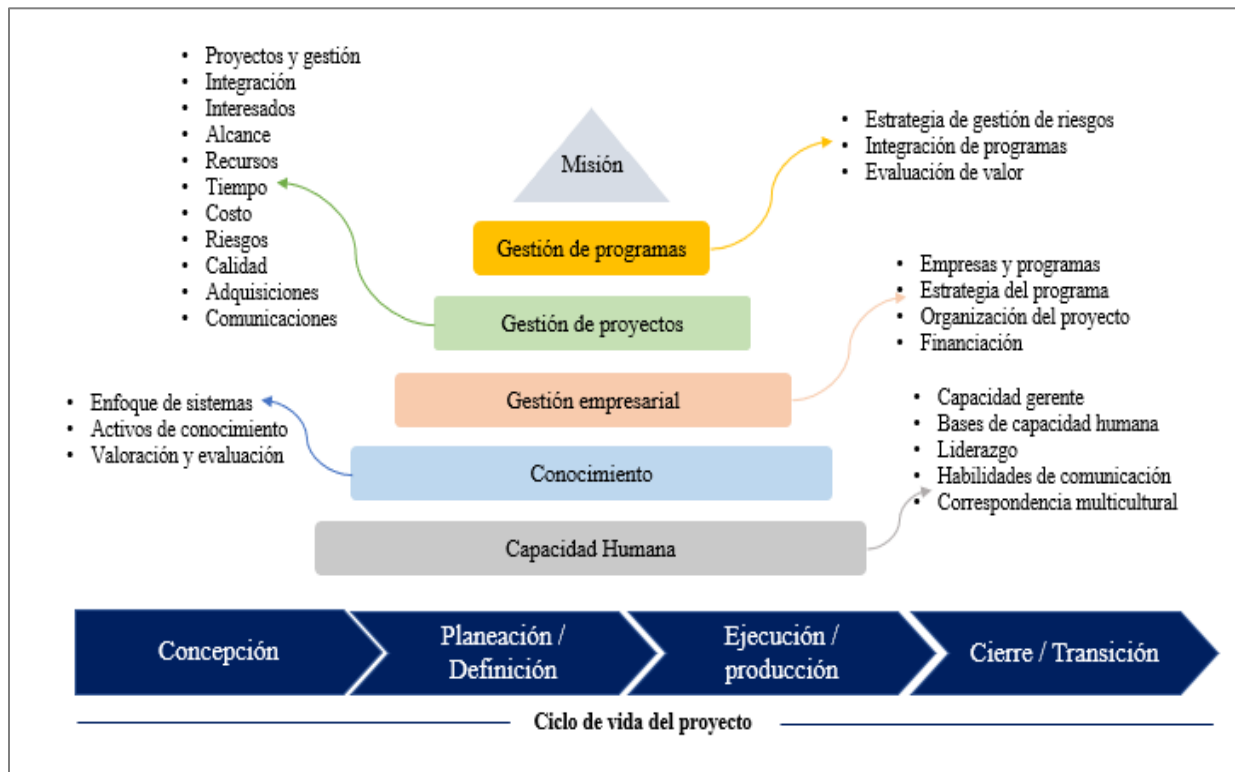 • Proyectos y gestión
• Integración
• Interesados
• Alcance
• Recursos
• Tiempo
• Costo
• Riesgos
• Calidad
• Adquisiciones
• Comunicaciones
Misión
• Estrategia de gestión de riesgos
• Integración de programas
• Evaluación de valor
Gestión de programas
Gestión de proyectos
• Empresas y programas
• Estrategia del programa
• Organización del proyecto
• Financiación
Gestión empresarial
• Enfoque de sistemas
• Activos de conocimiento
• Valoración y evaluación
Conocimiento
• Capacidad gerente
• Bases de capacidad humana
• Liderazgo
• Habilidades de comunicación
• Correspondencia multicultural
Capacidad Humana
Concepción
Planeación /
Definición
Ejecución /
producción
Cierre / Transición
Ciclo de vida del proyecto